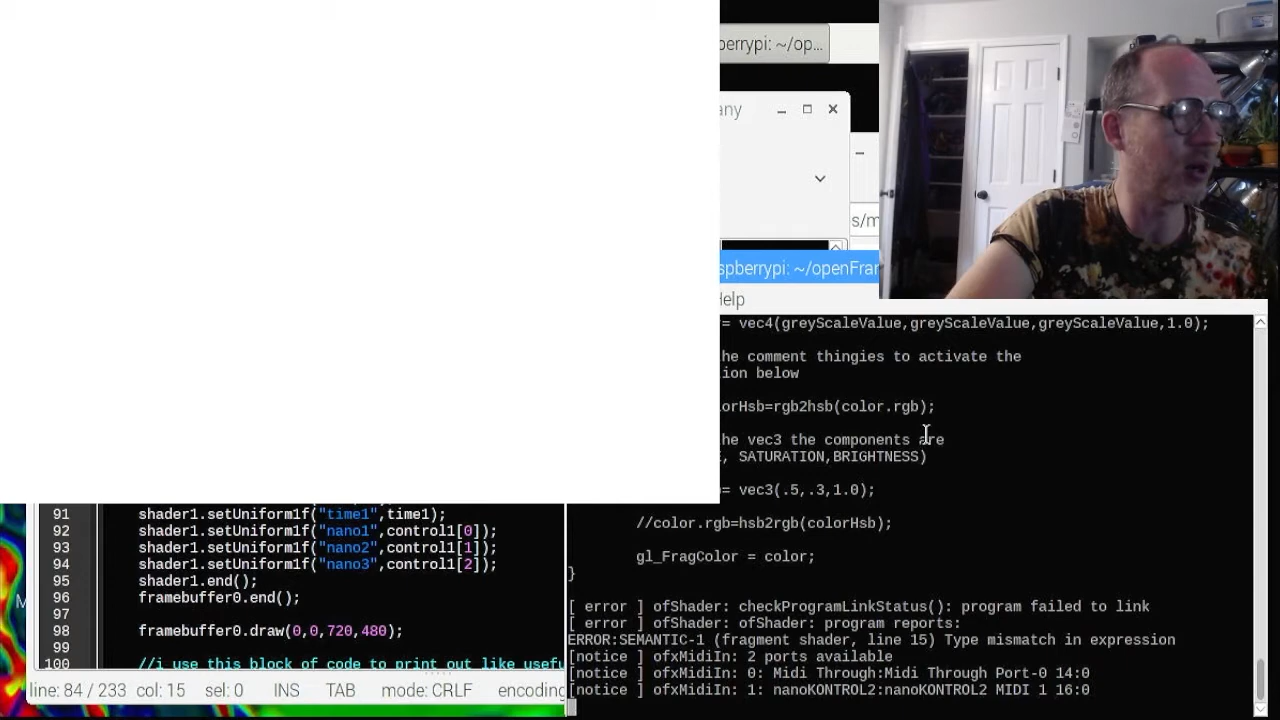 berrypi: ~/op...
any
s/m
spberrypi: ~/openFra
Help
= vec4(greyScaleValue,greyScaleValue,greyScaleValue,1.0);
he comment thingies to activate the
ion below
orHsb=rgb2hsb(color.rgb);
he vec3 the components are
, SATURATION,BRIGHTNESS)
= vec3(.5,.3,1.0);
//color.rgb=hsb2rgb(colorHsb);
gl_FragColor = color;
}
[ error ] ofShader: checkProgramLinkStatus(): program failed to link
[ error ] ofShader: ofShader: program reports:
ERROR:SEMANTIC-1 (fragment shader, line 15) Type mismatch in expression
[notice ] ofxMidiIn: 2 ports available
[notice ] ofxMidiIn: 0: Midi Through:Midi Through Port-0 14:0
[notice ] ofxMidiIn: 1: nanoKONTROL2:nanoKONTROL2 MIDI 1 16:0
91 shader1.setUniform1f("time1",time1);
92 shader1.setUniform1f("nano1",control1[0]);
93 shader1.setUniform1f("nano2",control1[1]);
94 shader1.setUniform1f("nano3",control1[2]);
95 shader1.end();
96 framebuffer0.end();
97
98 framebuffer0.draw(0,0,720,480);
99
100 //i use this block of code to print out like usefu
line: 84 / 233 col: 15 sel: 0 INS TAB mode: CRLF encoding